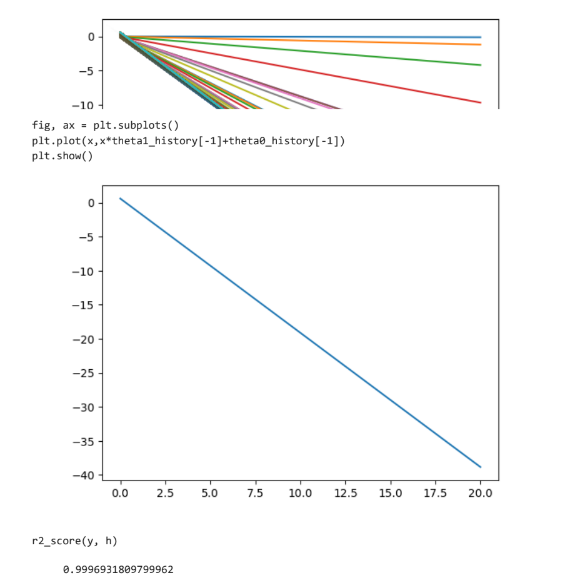 0
−5
−10
fig, ax = plt.subplots()
plt.plot(x,x*theta1_history[-1]+theta0_history[-1])
plt.show()
0
−5
−10
−15
−20
−25
−30
−35
−40
0.0 2.5 5.0 7.5 10.0 12.5 15.0 17.5 20.0
r2_score(y, h)
0.9996931809799962